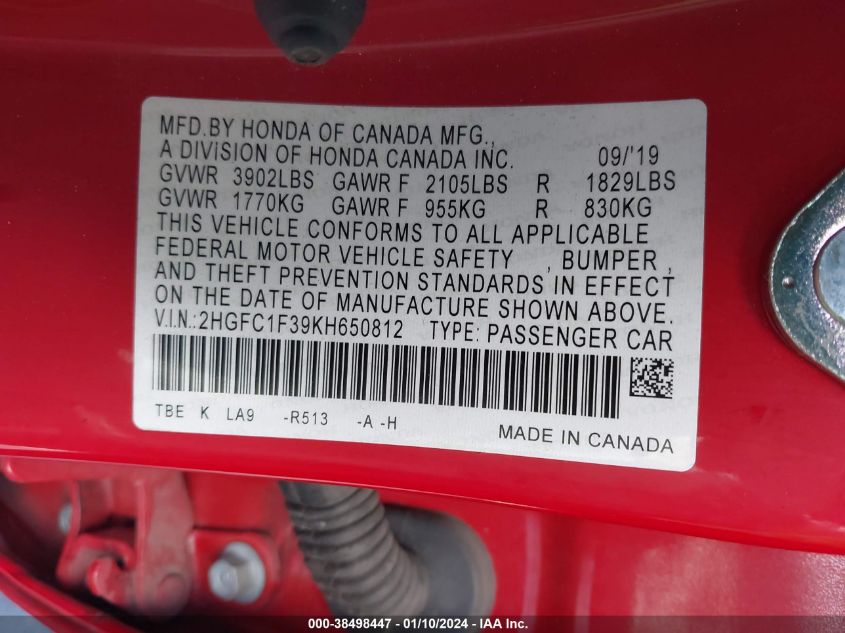 MFD.BY HONDA OF CANADA MFG.,
A DIViSION OF HONDA CANADA INC. 09/'19
GVWR 3902LBS GAWR F 2105LBS R 1829LBS
GVWR 1770KG GAWR F 955KG R 830KG
THIS VEHICLE CONFORMS TO ALL APPLICABLE
FEDERAL MOTOR VEHICLE SAFETY , BUMPER ,
AND THEFT PREVENTION STANDARDS IN EFFECT
ON THE DATE OF MANUFACTURE SHOWN ABOVE.
V.I.N.:2HGFC1F39KH650812 TYPE: PASSENGER CAR
TBE K LA9 -R513 -A -H
MADE IN CANADA
000-38498447 - 01/10/2024 - IAA Inc.